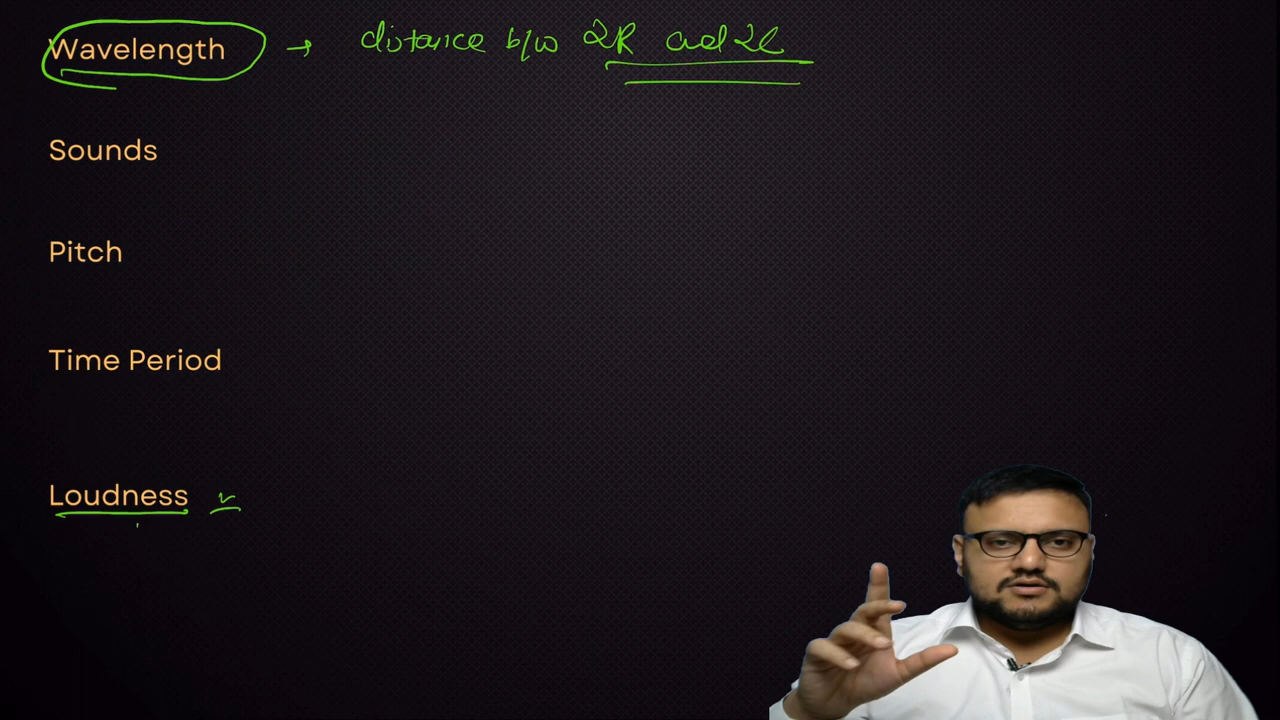 Wavelength → distance b/w 2R and 2C
Sounds
Pitch
Time Period
Loudness